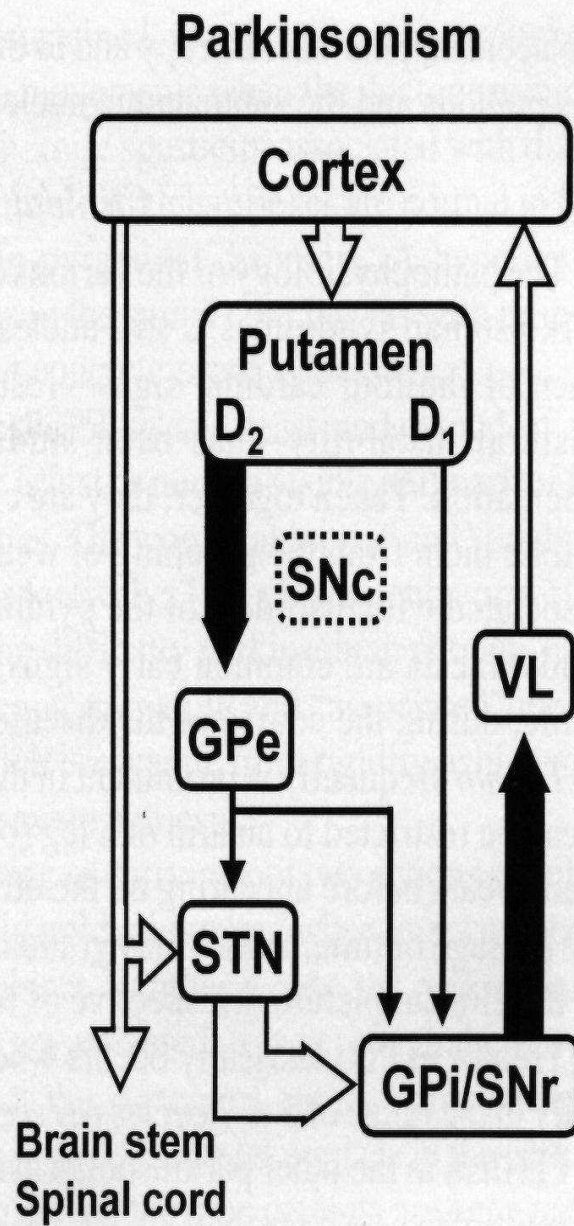 Parkinsonism
Cortex
Putamen
D₂ D₁
SNc
VL
GPe
STN
GPi/SNr
Brain stem
Spinal cord